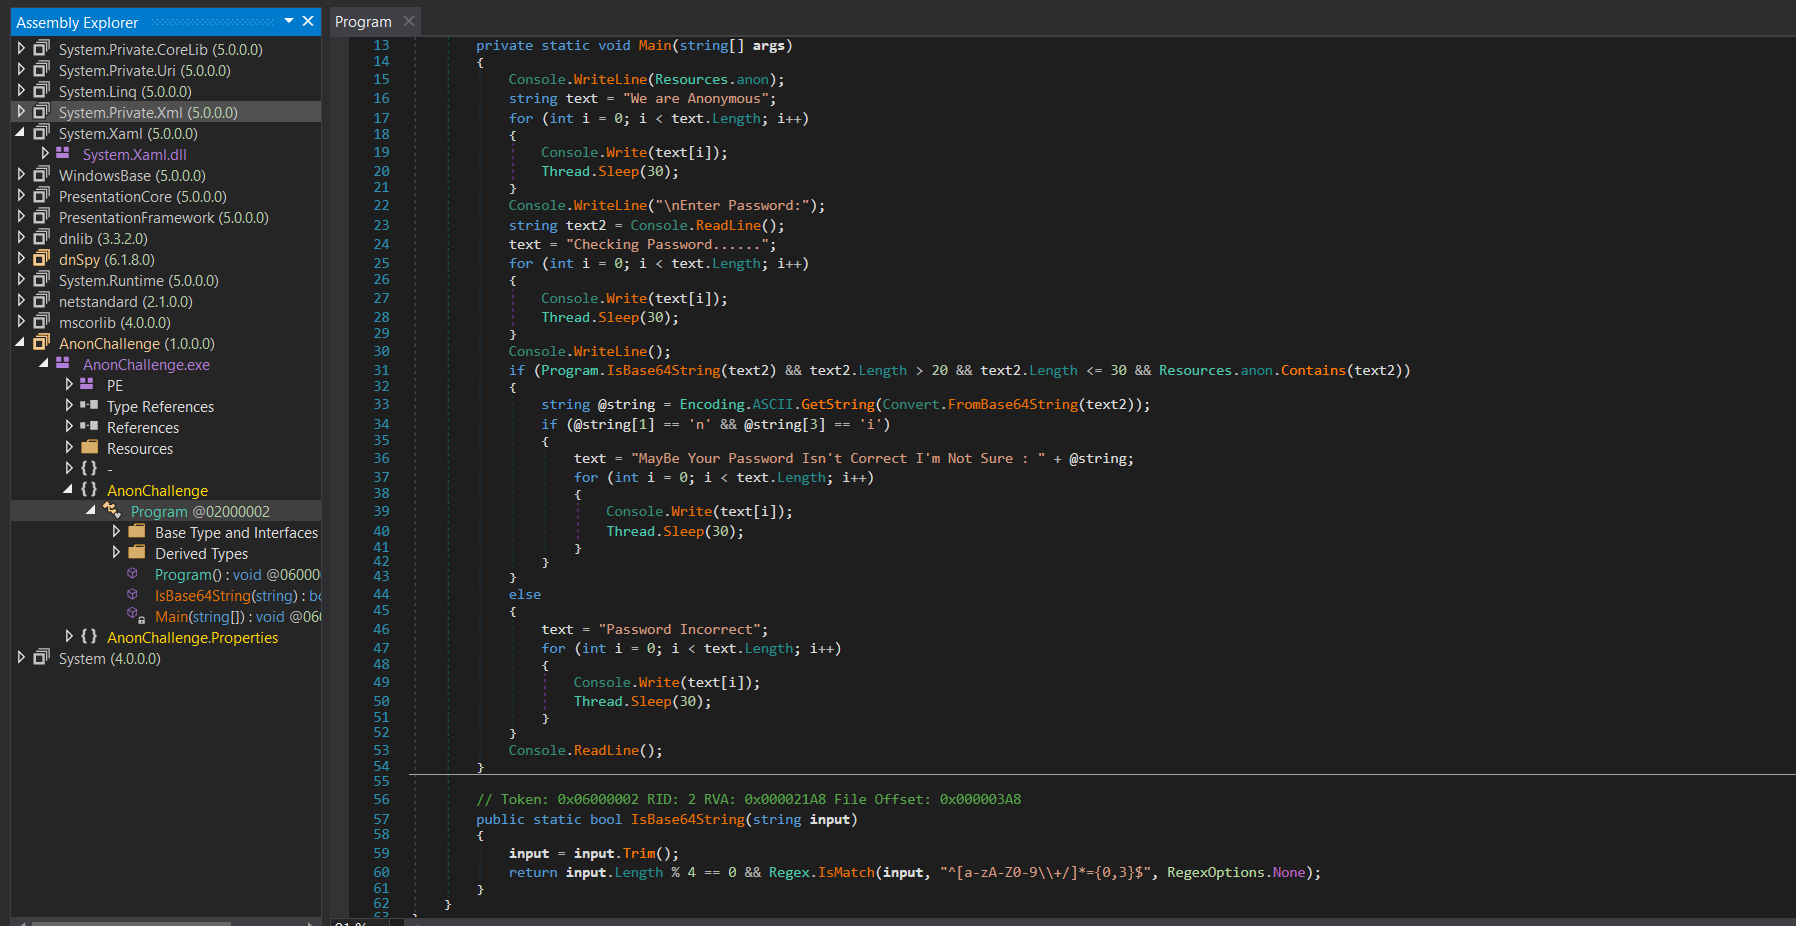 Assembly Explorer
System.Private.CoreLib (5.0.0.0)
System.Private.Uri (5.0.0.0)
System.Linq (5.0.0.0)
System.Private.Xml (5.0.0.0)
System.Xaml (5.0.0.0)
System.Xaml.dll
WindowsBase (5.0.0.0)
PresentationCore (5.0.0.0)
PresentationFramework (5.0.0.0)
dnlib (3.3.2.0)
dnSpy (6.1.8.0)
System.Runtime (5.0.0.0)
netstandard (2.1.0.0)
mscorlib (4.0.0.0)
AnonChallenge (1.0.0.0)
AnonChallenge.exe
PE
Type References
References
Resources
{} -
{} AnonChallenge
Program @02000002
Base Type and Interfaces
Derived Types
Program() : void @06000
IsBase64String(string) : bo
Main(string[]) : void @060
{} AnonChallenge.Properties
System (4.0.0.0)
Program
13 private static void Main(string[] args)
14 {
15 Console.WriteLine(Resources.anon);
16 string text = "We are Anonymous";
17 for (int i = 0; i < text.Length; i++)
18 {
19 Console.Write(text[i]);
20 Thread.Sleep(30);
21 }
22 Console.WriteLine("\nEnter Password:");
23 string text2 = Console.ReadLine();
24 text = "Checking Password......";
25 for (int i = 0; i < text.Length; i++)
26 {
27 Console.Write(text[i]);
28 Thread.Sleep(30);
29 }
30 Console.WriteLine();
31 if (Program.IsBase64String(text2) && text2.Length > 20 && text2.Length <= 30 && Resources.anon.Contains(text2))
32 {
33 string @string = Encoding.ASCII.GetString(Convert.FromBase64String(text2));
34 if (@string[1] == 'n' && @string[3] == 'i')
35 {
36 text = "MayBe Your Password Isn't Correct I'm Not Sure : " + @string;
37 for (int i = 0; i < text.Length; i++)
38 {
39 Console.Write(text[i]);
40 Thread.Sleep(30);
41 }
42 }
43 }
44 else
45 {
46 text = "Password Incorrect";
47 for (int i = 0; i < text.Length; i++)
48 {
49 Console.Write(text[i]);
50 Thread.Sleep(30);
51 }
52 }
53 Console.ReadLine();
54 }
55
56 // Token: 0x06000002 RID: 2 RVA: 0x000021A8 File Offset: 0x000003A8
57 public static bool IsBase64String(string input)
58 {
59 input = input.Trim();
60 return input.Length % 4 == 0 && Regex.IsMatch(input, "^[a-zA-Z0-9\\+/]*={0,3}$", RegexOptions.None);
61 }
62 }
63